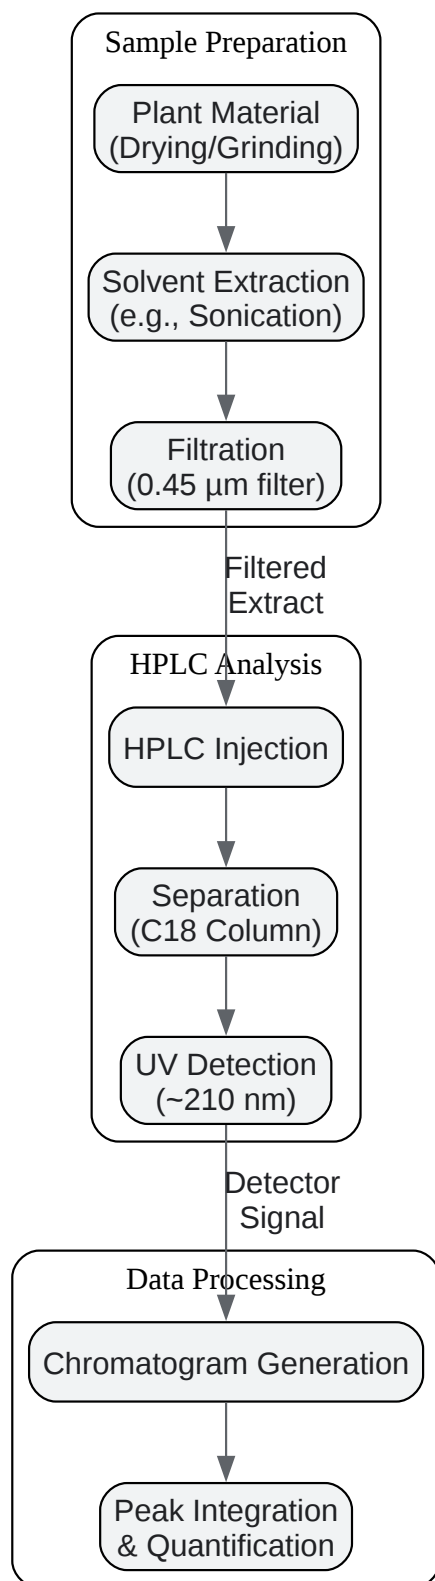 Sample Preparation
Plant Material
(Drying/Grinding)
Solvent Extraction
(e.g., Sonication)
Filtration
(0.45 µm filter)
Filtered
Extract
HPLC Analysis
HPLC Injection
Separation
(C18 Column)
UV Detection
(~210 nm)
Detector
Signal
Data Processing
Chromatogram Generation
Peak Integration
& Quantification